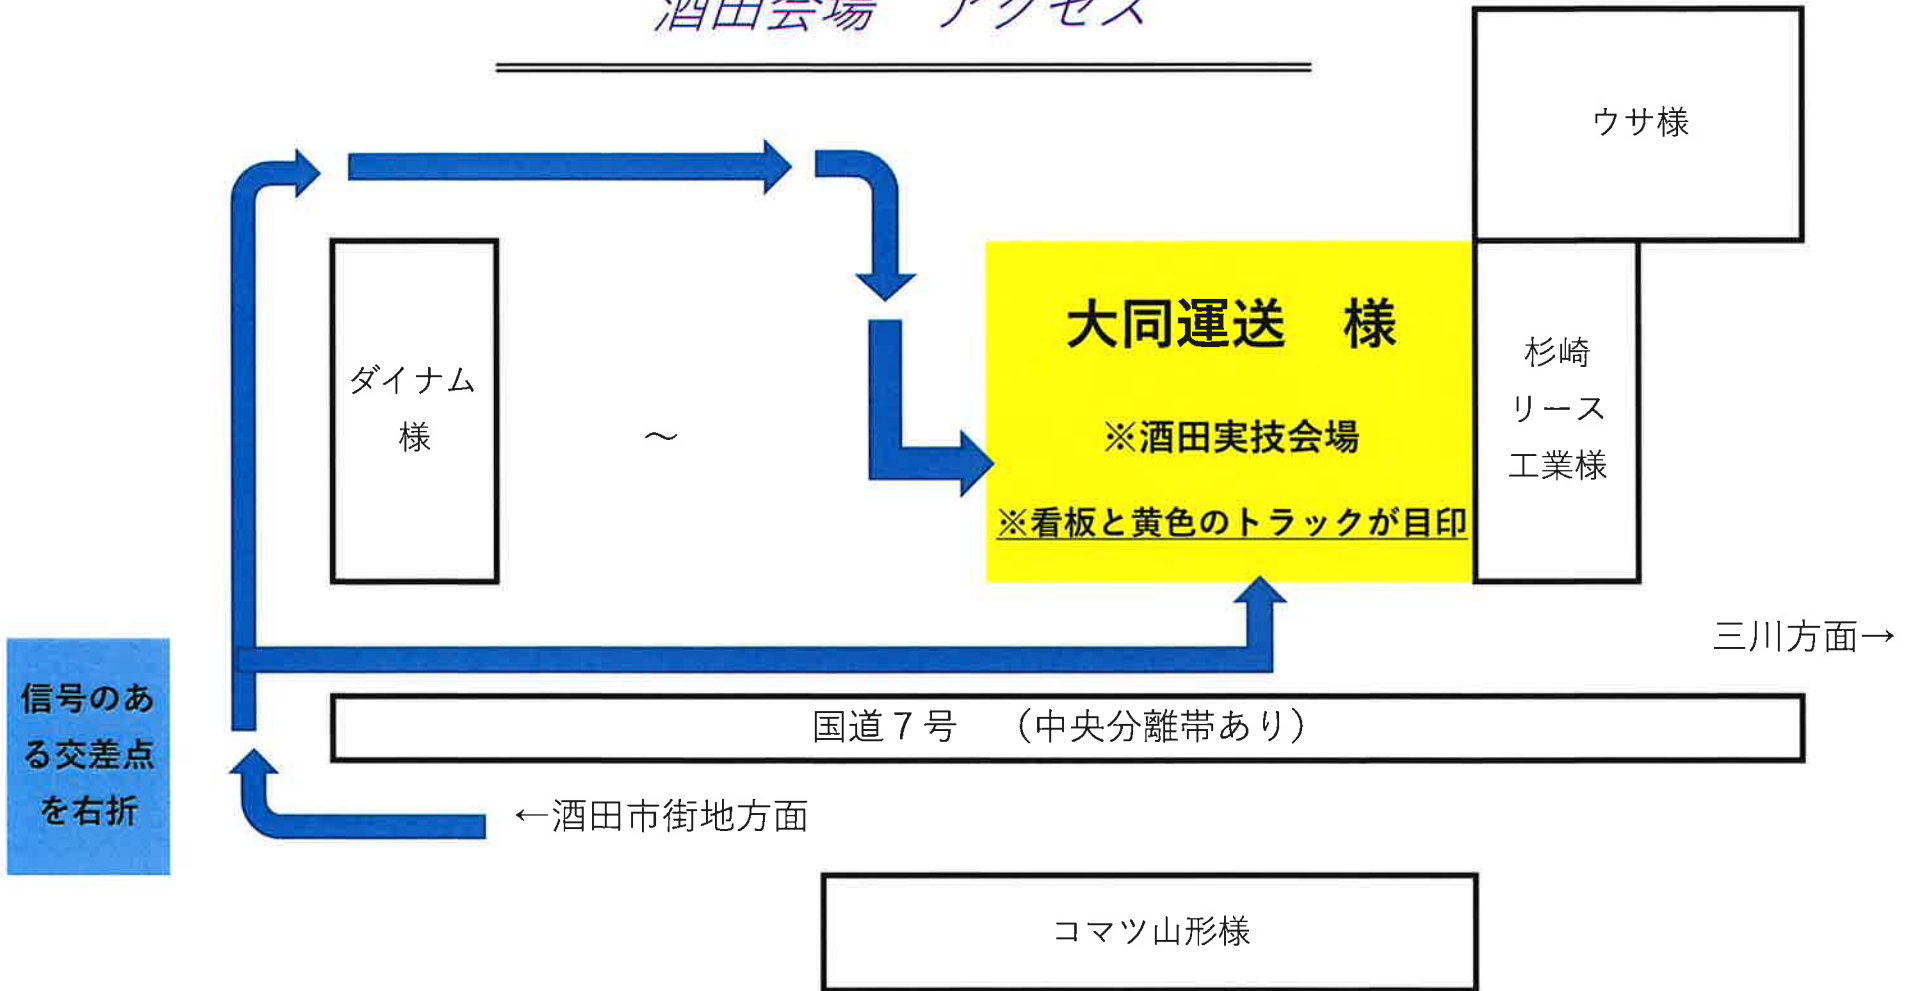 酒田会場　アクセス
ウサ様
大同運送　様
※酒田実技会場
※看板と黄色のトラックが目印
杉崎
リース
工業様
ダイナム
様
～
三川方面→
信号のあ
る交差点
を右折
国道７号　（中央分離帯あり）
←酒田市街地方面
コマツ山形様